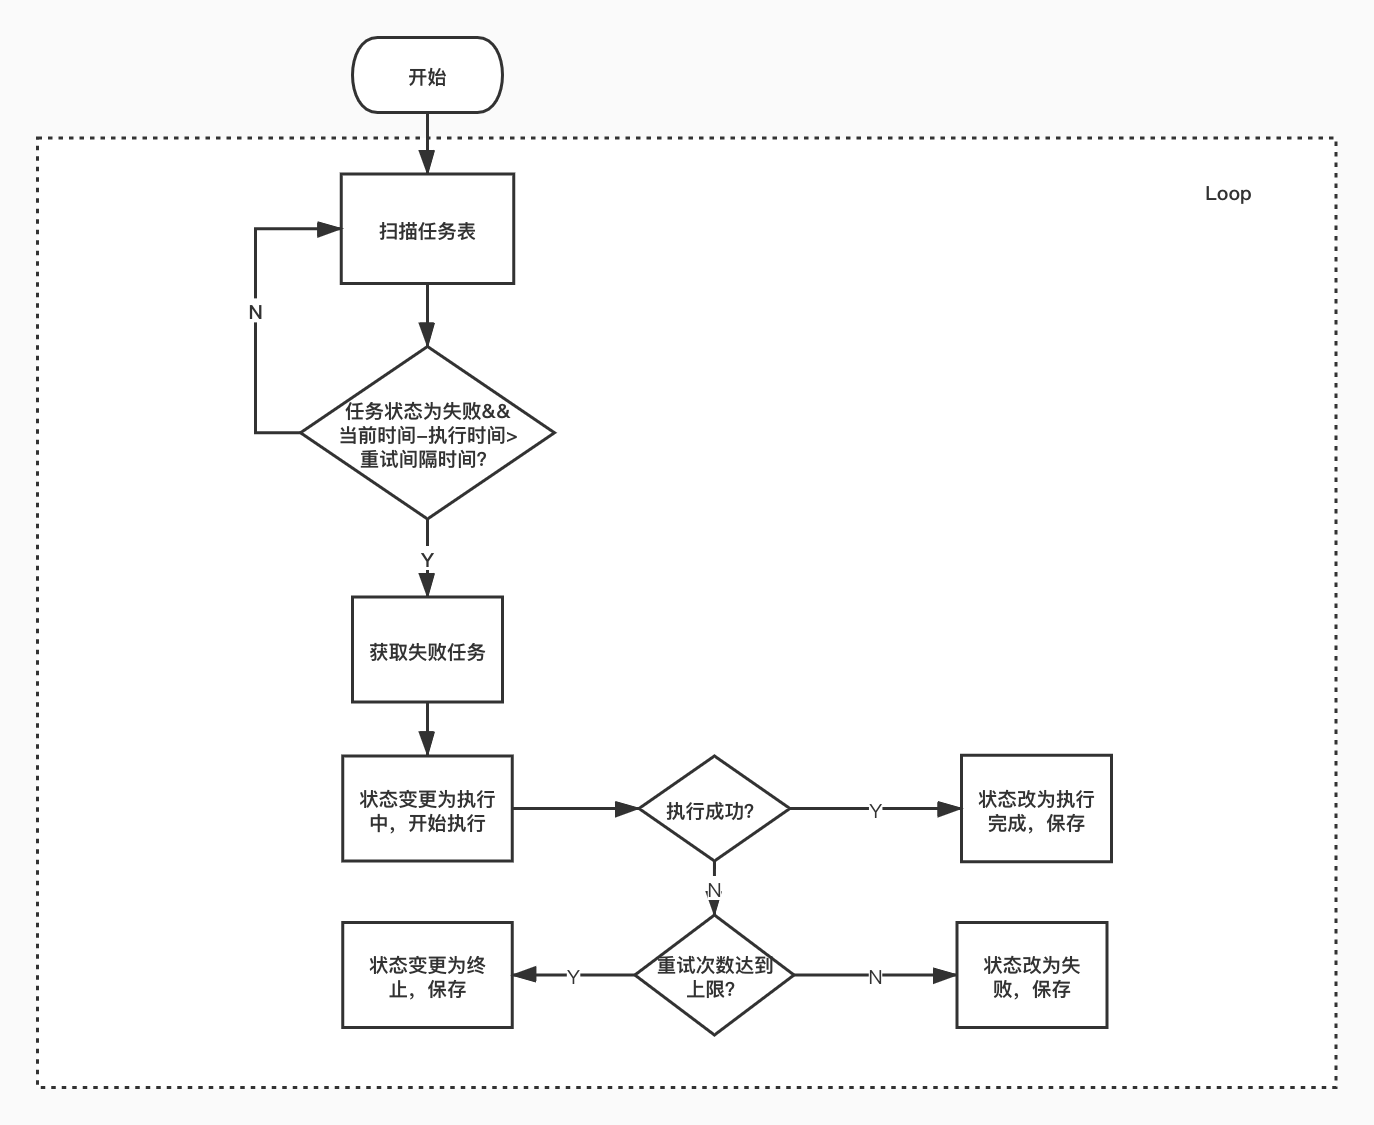 开始
Loop
扫描任务表
N
任务状态为失败&&
当前时间-执行时间>
重试间隔时间?
Y
获取失败任务
状态变更为执行
中，开始执行
执行成功?
Y
状态改为执行
完成，保存
N
状态变更为终
止，保存
Y
重试次数达到
上限?
N
状态改为失
败，保存